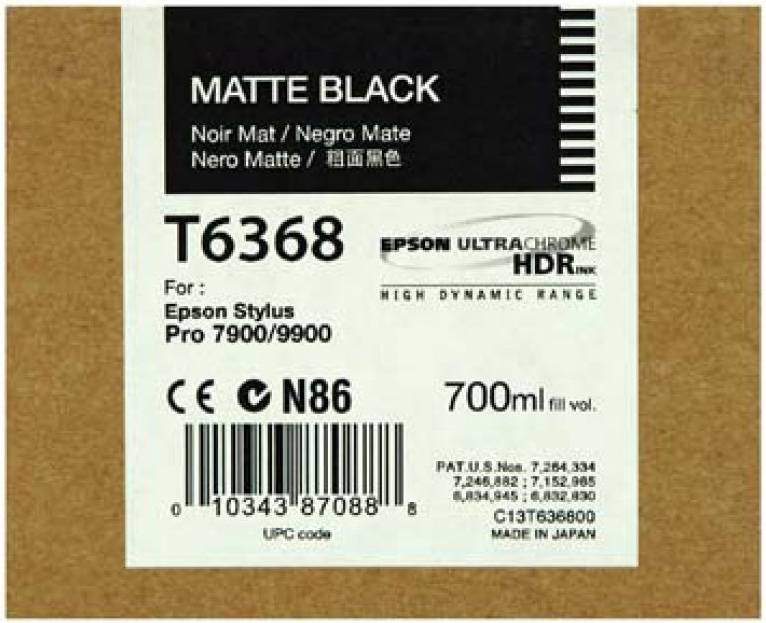 MATTE BLACK
Noir Mat / Negro Mate
Nero Matte / 粗面黑色
T6368
EPSON ULTRACHROME
HDR INK
HIGH DYNAMIC RANGE
For :
Epson Stylus
Pro 7900/9900
CE N86
700ml fill vol.
0 10343 87088 8
UPC code
PAT.U.S.Nos. 7,264,334
7,246,882 ; 7,152,965
6,834,945 ; 6,832,830
C13T636800
MADE IN JAPAN